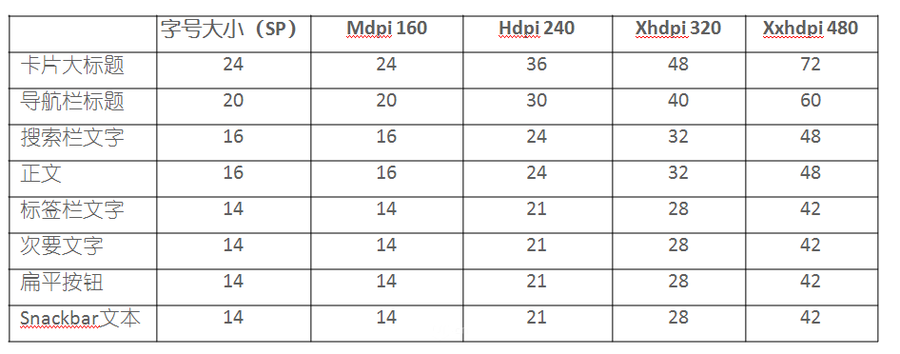 字号大小（SP） Mdpi 160 Hdpi 240 Xhdpi 320 Xxhdpi 480
卡片大标题 24 24 36 48 72
导航栏标题 20 20 30 40 60
搜索栏文字 16 16 24 32 48
正文 16 16 24 32 48
标签栏文字 14 14 21 28 42
次要文字 14 14 21 28 42
扁平按钮 14 14 21 28 42
Snackbar文本 14 14 21 28 42